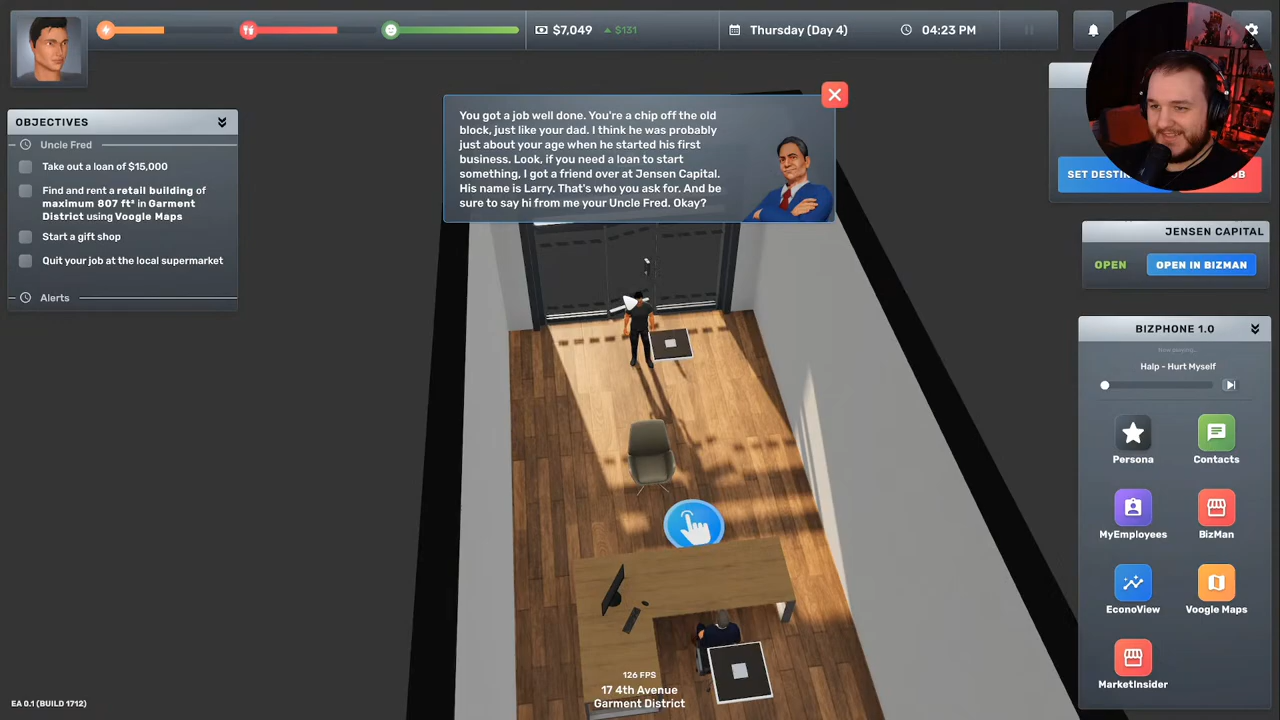 $7,049 ▲ $131
Thursday (Day 4)
04:23 PM
OBJECTIVES
Uncle Fred
Take out a loan of $15,000
Find and rent a retail building of
maximum 807 ft² in Garment
District using Voogle Maps
Start a gift shop
Quit your job at the local supermarket
Alerts
You got a job well done. You're a chip off the old
block, just like your dad. I think he was probably
just about your age when he started his first
business. Look, if you need a loan to start
something. I got a friend over at Jensen Capital.
His name is Larry. That's who you ask for. And be
sure to say hi from me your Uncle Fred. Okay?
JENSEN CAPITAL
OPEN
OPEN IN BIZMAN
BIZPHONE 1.0
Halp - Hurt Myself
Persona
Contacts
MyEmployees
BizMan
EconoView
Voogle Maps
MarketInsider
126 FPS
17 4th Avenue
Garment District
EA 0.1 (BUILD 1712)